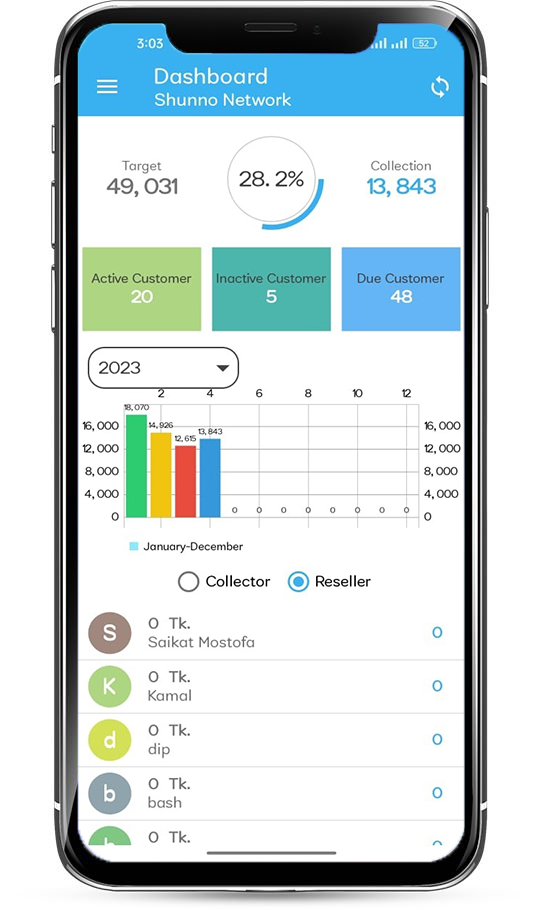 3:03
52
Dashboard
Shunno Network
Target
49, 031
28. 2%
Collection
13, 843
Active Customer
20
Inactive Customer
5
Due Customer
48
2023
2 4 6 8 10 12
18, 070
14, 926
12, 615
13, 843
16, 000 16, 000
12, 000 12, 000
8, 000 8, 000
4, 000 4, 000
0 0 0 0 0 0 0 0
0 0
January-December
Collector Reseller
S
0 Tk.
Saikat Mostofa
0
K
0 Tk.
Kamal
0
d
0 Tk.
dip
0
b
0 Tk.
bash
0
0 Tk.